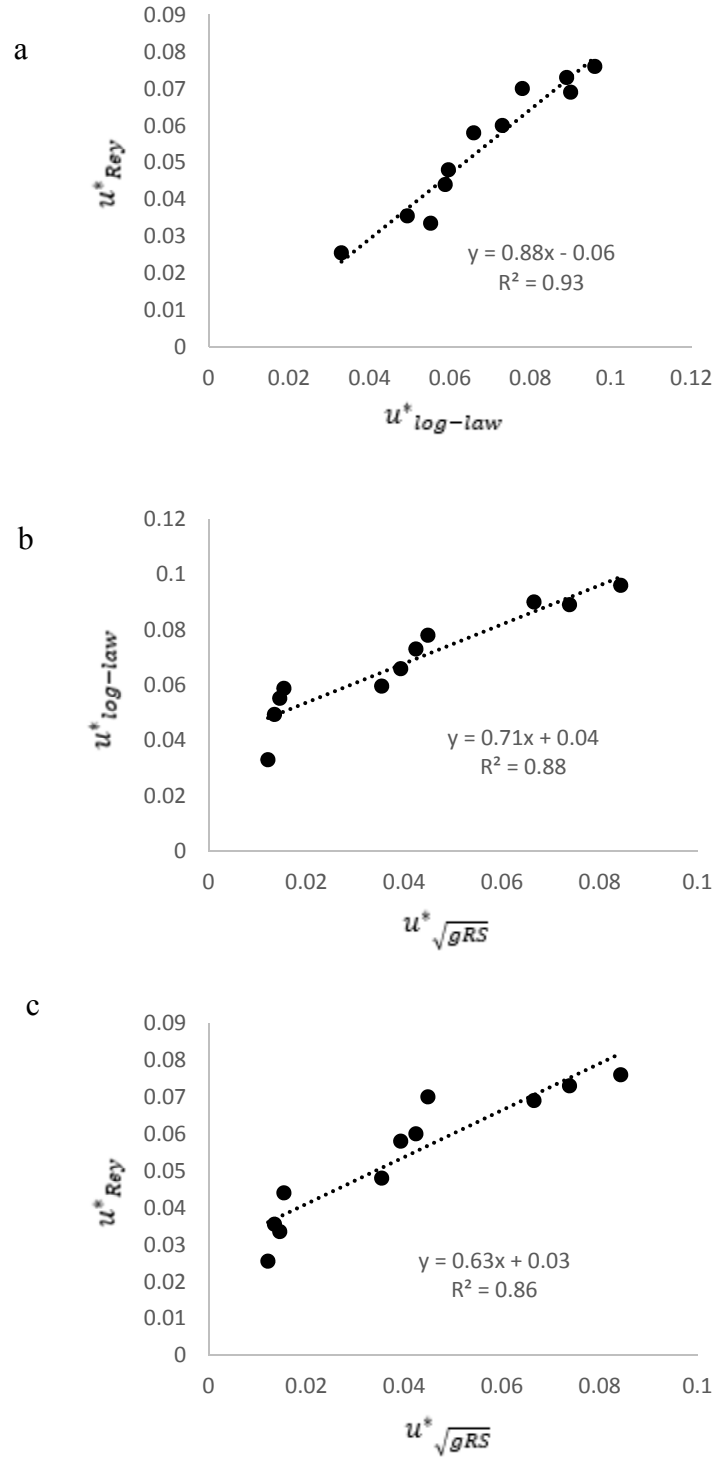 a
0.09
0.08
0.07
0.06
0.05
0.04
0.03
0.02
0.01
0
u*Rey
y = 0.88x - 0.06
R² = 0.93
0 0.02 0.04 0.06 0.08 0.1 0.12
u*log−law
b
0.12
0.1
0.08
0.06
0.04
0.02
0
u*log−law
y = 0.71x + 0.04
R² = 0.88
0 0.02 0.04 0.06 0.08 0.1
u*√gRS
c
0.09
0.08
0.07
0.06
0.05
0.04
0.03
0.02
0.01
0
u*Rey
y = 0.63x + 0.03
R² = 0.86
0 0.02 0.04 0.06 0.08 0.1
u*√gRS